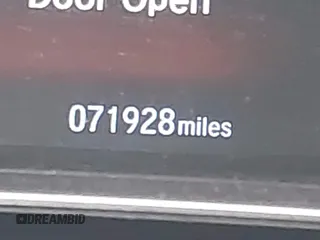 Door Open
071928miles
DREAMBID